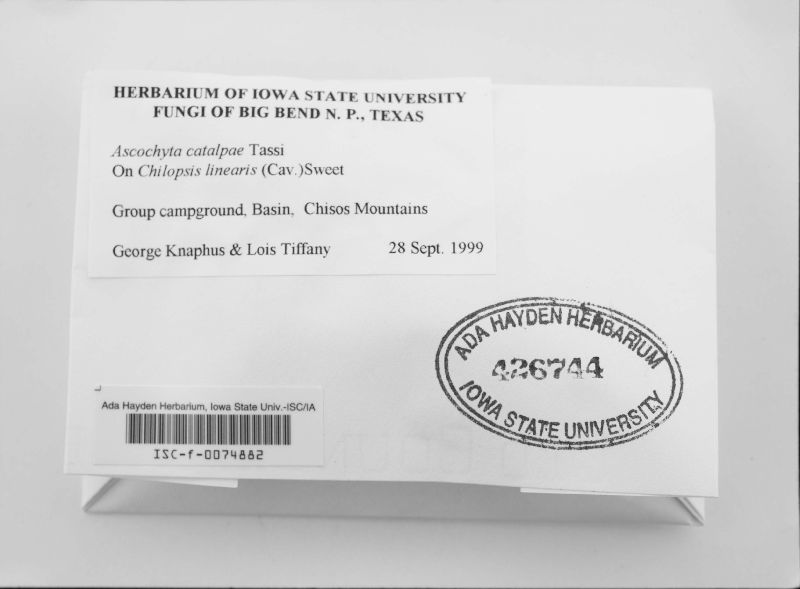 HERBARIUM OF IOWA STATE UNIVERSITY
FUNGI OF BIG BEND N. P., TEXAS
Ascochyta catalpae Tassi
On Chilopsis linearis (Cav.)Sweet
Group campground, Basin, Chisos Mountains
George Knaphus & Lois Tiffany 28 Sept. 1999
ADA HAYDEN HERBARIUM
426744
IOWA STATE UNIVERSITY
Ada Hayden Herbarium, Iowa State Univ.-ISC/IA
ISC-f-0074882